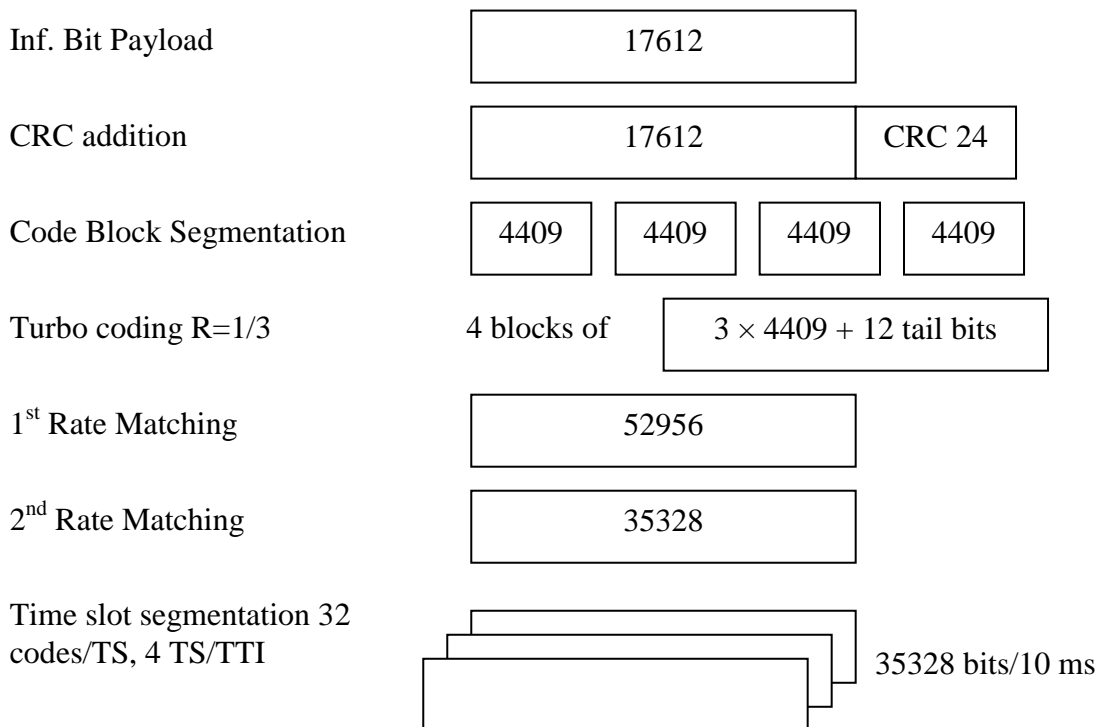 Inf. Bit Payload 17612
CRC addition 17612 CRC 24
Code Block Segmentation 4409 4409 4409 4409
Turbo coding R=1/3 4 blocks of 3 × 4409 + 12 tail bits
1st Rate Matching 52956
2nd Rate Matching 35328
Time slot segmentation 32
codes/TS, 4 TS/TTI
35328 bits/10 ms